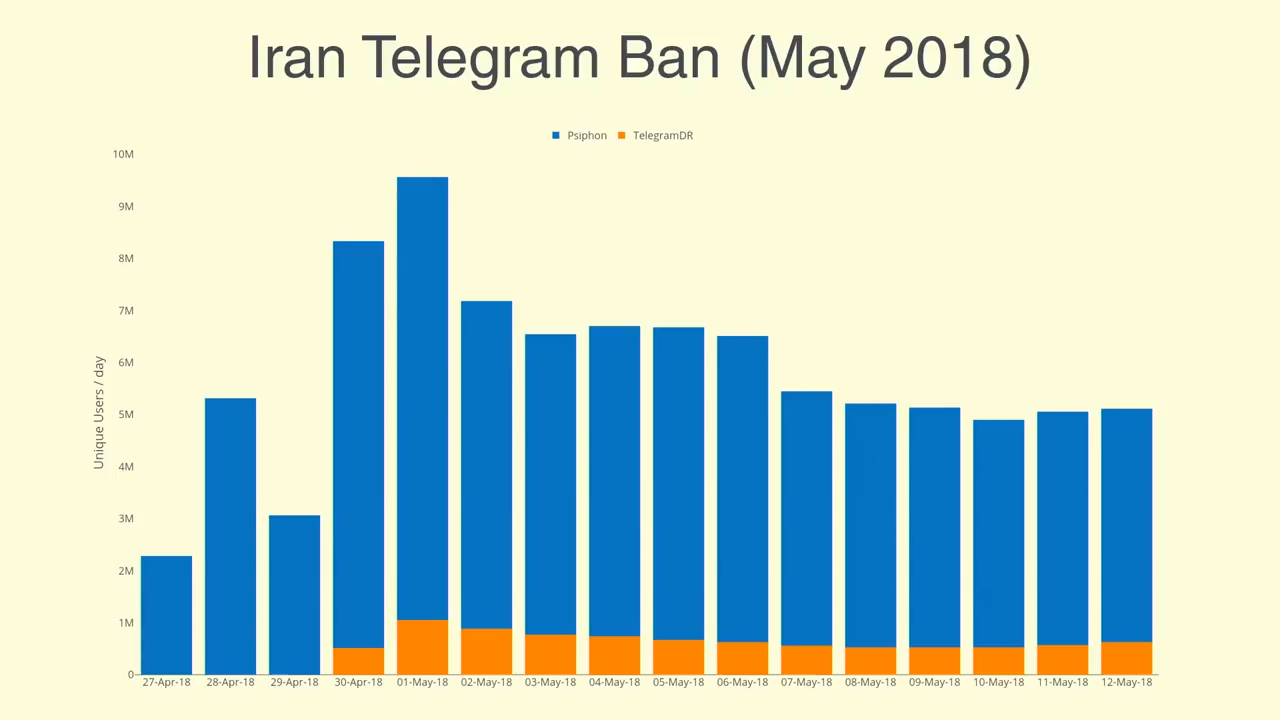 Iran Telegram Ban (May 2018)
Psiphon TelegramDR
10M
9M
8M
7M
6M
5M
4M
3M
2M
1M
0
Unique Users / day
27-Apr-18 28-Apr-18 29-Apr-18 30-Apr-18 01-May-18 02-May-18 03-May-18 04-May-18 05-May-18 06-May-18 07-May-18 08-May-18 09-May-18 10-May-18 11-May-18 12-May-18